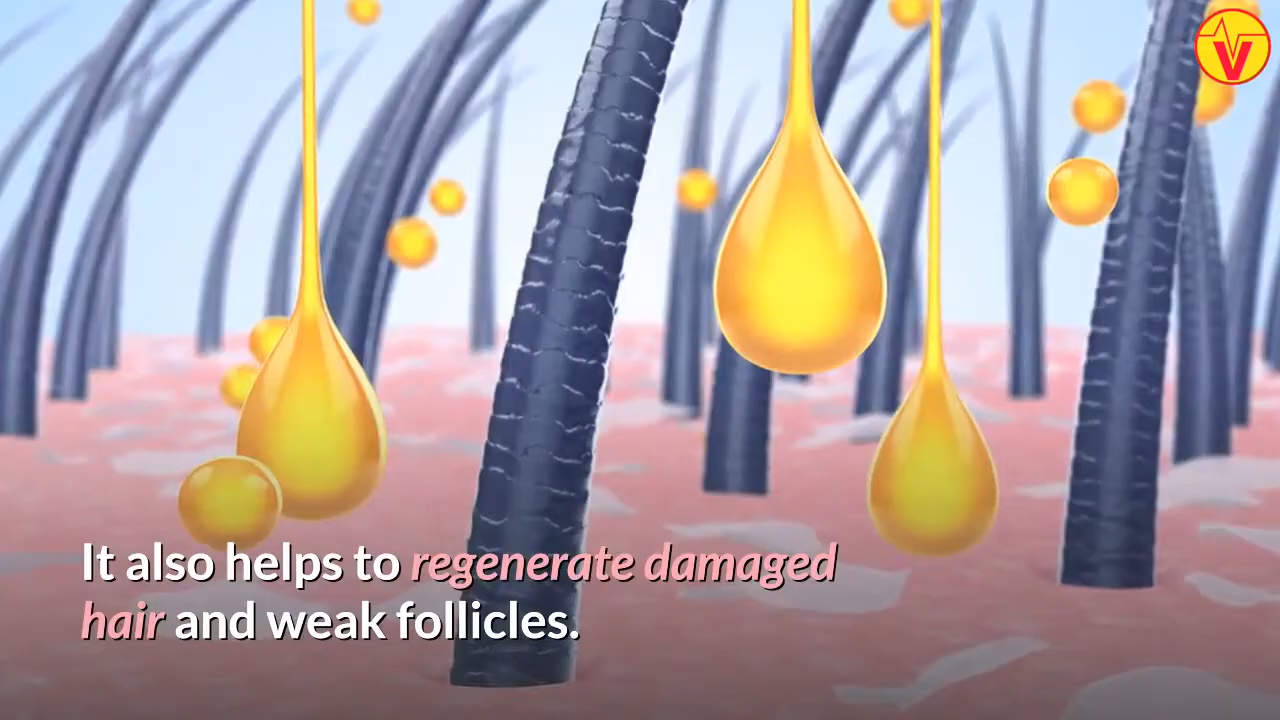 V
It also helps to regenerate damaged
hair and weak follicles.